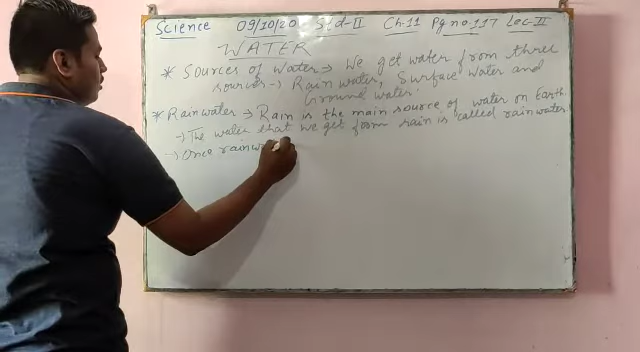 Science 09/10/20 Std-II Ch.11 Pg no.117 Lec-II
WATER
* Sources of Water → We get water from three
sources → Rain water, Surface water and
Ground water.
* Rainwater → Rain is the main source of water on Earth.
→ The water that we get from rain is called rainwater.
→ Once rainw